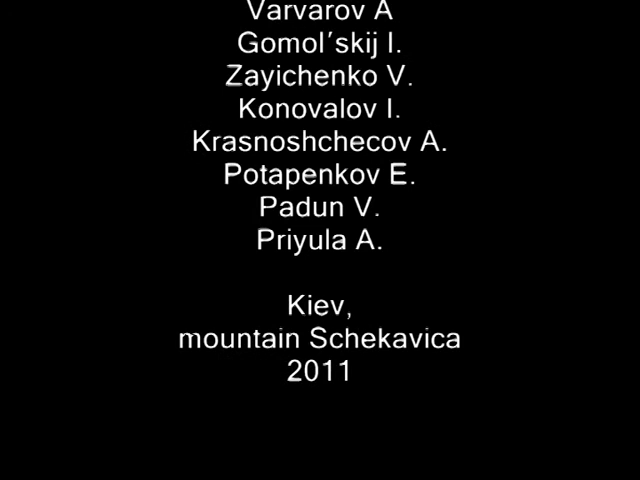 Varvarov A
Gomol'skij I.
Zayichenko V.
Konovalov I.
Krasnoshchecov A.
Potapenkov E.
Padun V.
Priyula A.
Kiev,
mountain Schekavica
2011